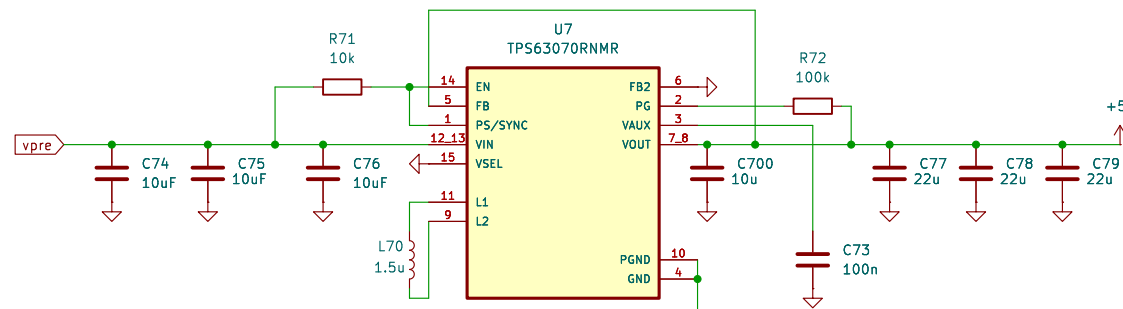 U7
TPS63070RNMR
R71
10k
R72
100k
14
EN
5
FB
1
PS/SYNC
12_13
VIN
15
VSEL
11
L1
9
L2
6
FB2
2
PG
3
VAUX
7_8
VOUT
10
PGND
4
GND
vpre
C74
10uF
C75
10uF
C76
10uF
L70
1.5u
C700
10u
C73
100n
C77
22u
C78
22u
C79
22u
+5